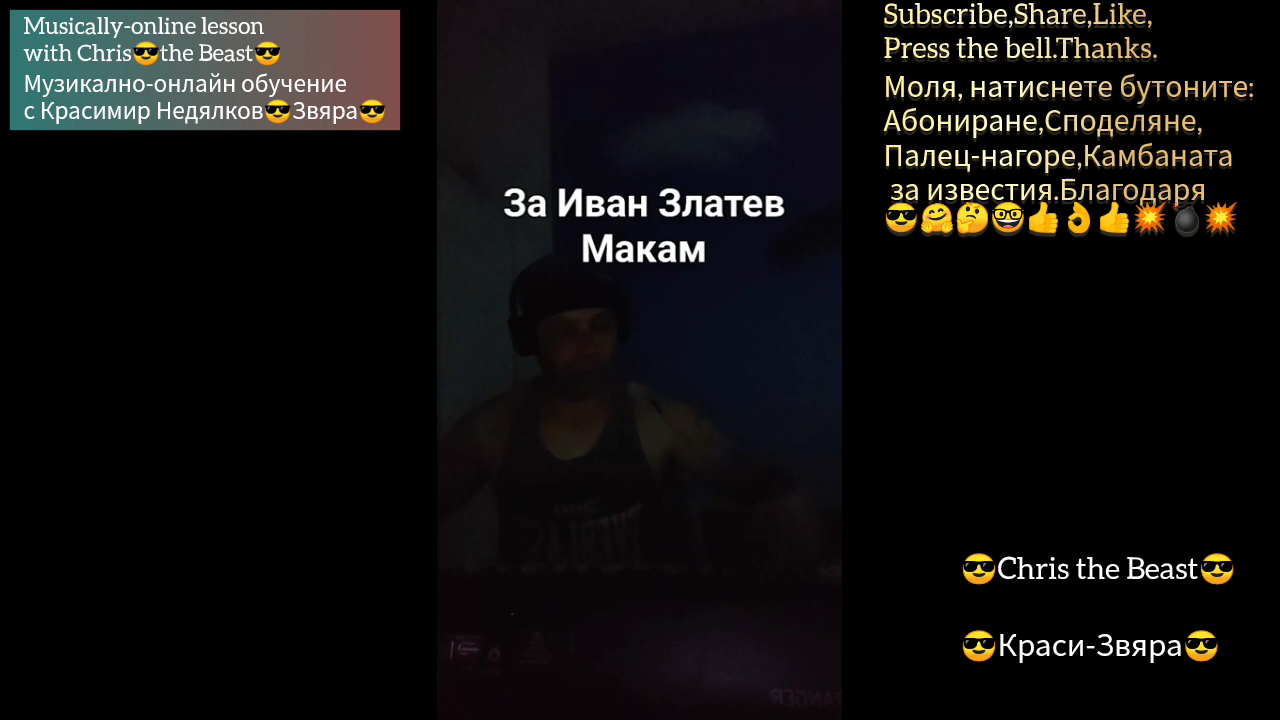 Musically-online lesson
with Chris😎the Beast😎
Музикално-онлайн обучение
с Красимир Недялков😎Звяра😎
За Иван Златев
Макам
Subscribe,Share,Like,
Press the bell.Thanks.
Моля, натиснете бутоните:
Абониране,Споделяне,
Палец-нагоре,Камбаната
за известия.Благодаря
😎🤗🤔🤓👍👌👍💥💣💥
😎Chris the Beast😎
😎Краси-Звяра😎